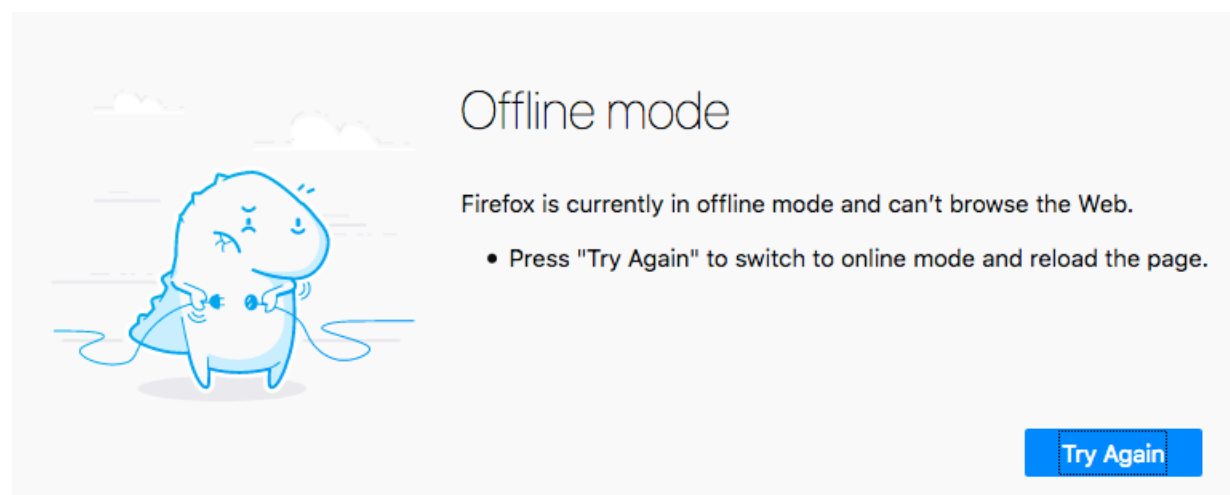 Offline mode
Firefox is currently in offline mode and can’t browse the Web.
• Press "Try Again" to switch to online mode and reload the page.
Try Again